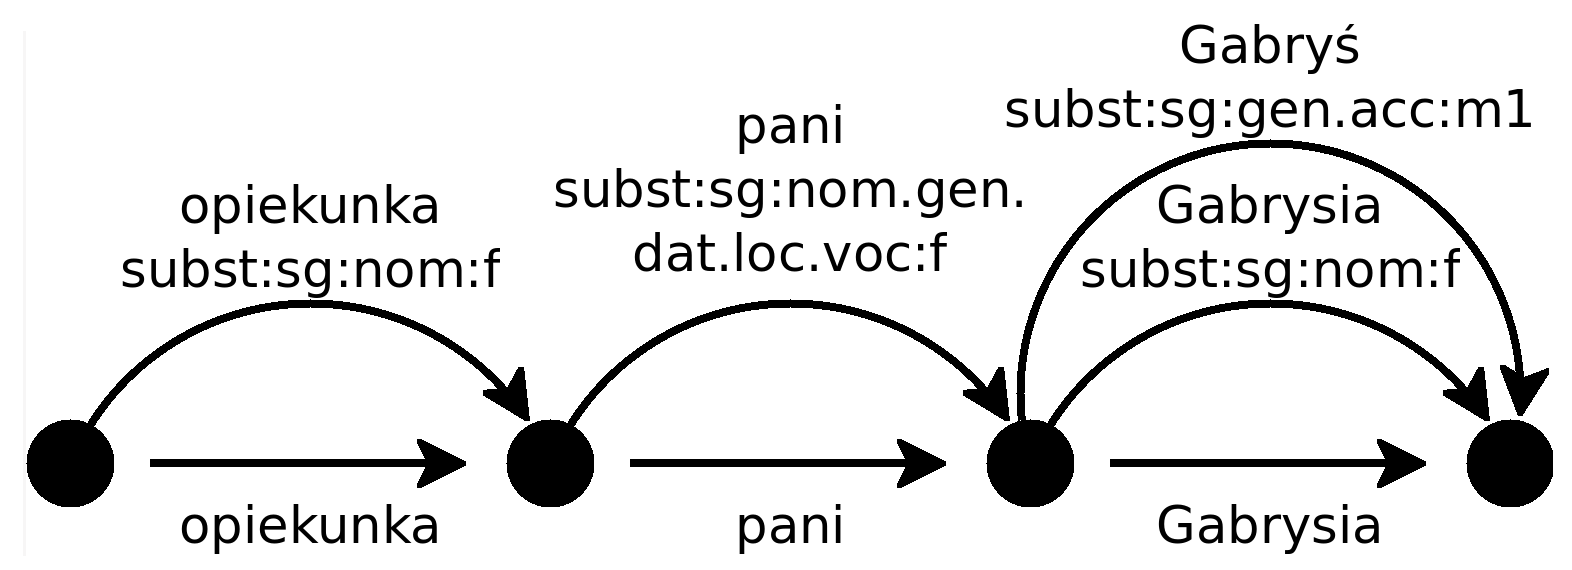 Gabryś
subst:sg:gen.acc:m1
pani
subst:sg:nom.gen.
dat.loc.voc:f
opiekunka
subst:sg:nom:f
Gabrysia
subst:sg:nom:f
opiekunka
pani
Gabrysia